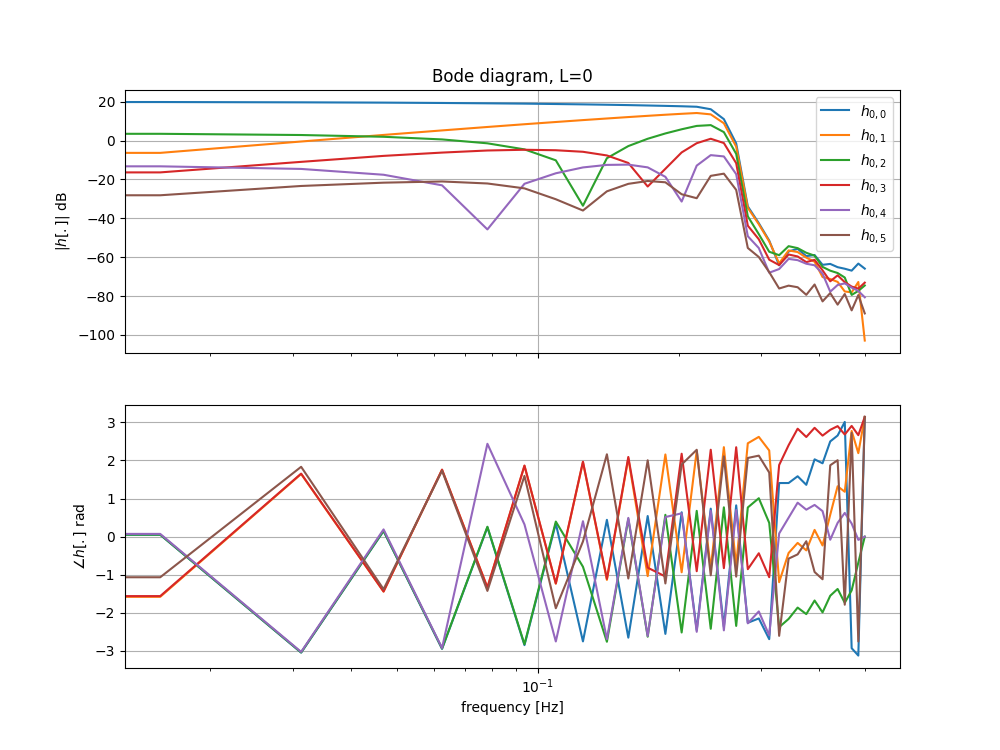 Bode diagram, L=0
|h[.]| dB
20
0
−20
−40
−60
−80
−100
h0,0
h0,1
h0,2
h0,3
h0,4
h0,5
∠h[.] rad
3
2
1
0
−1
−2
−3
10−1
frequency [Hz]